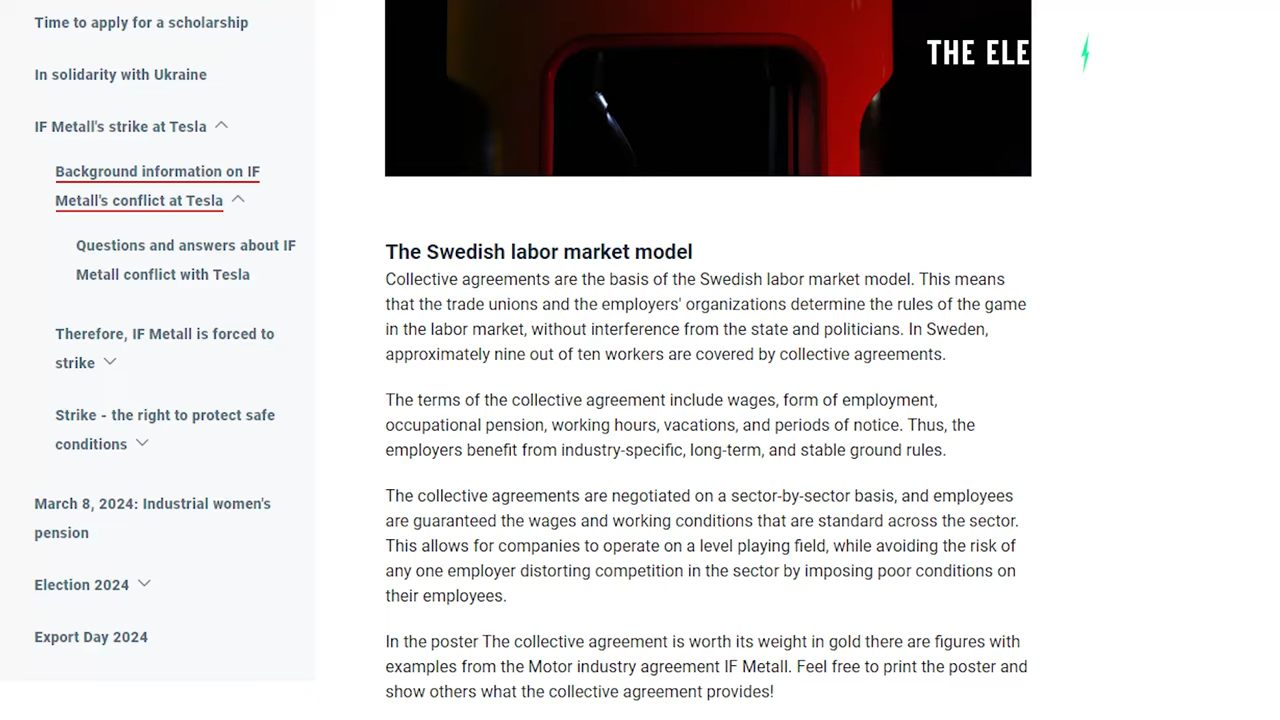 Time to apply for a scholarship
In solidarity with Ukraine
IF Metall's strike at Tesla
Background information on IF
Metall's conflict at Tesla
Questions and answers about IF
Metall conflict with Tesla
Therefore, IF Metall is forced to
strike
Strike - the right to protect safe
conditions
March 8, 2024: Industrial women's
pension
Election 2024
Export Day 2024
THE ELE
The Swedish labor market model
Collective agreements are the basis of the Swedish labor market model. This means
that the trade unions and the employers' organizations determine the rules of the game
in the labor market, without interference from the state and politicians. In Sweden,
approximately nine out of ten workers are covered by collective agreements.
The terms of the collective agreement include wages, form of employment,
occupational pension, working hours, vacations, and periods of notice. Thus, the
employers benefit from industry-specific, long-term, and stable ground rules.
The collective agreements are negotiated on a sector-by-sector basis, and employees
are guaranteed the wages and working conditions that are standard across the sector.
This allows for companies to operate on a level playing field, while avoiding the risk of
any one employer distorting competition in the sector by imposing poor conditions on
their employees.
In the poster The collective agreement is worth its weight in gold there are figures with
examples from the Motor industry agreement IF Metall. Feel free to print the poster and
show others what the collective agreement provides!